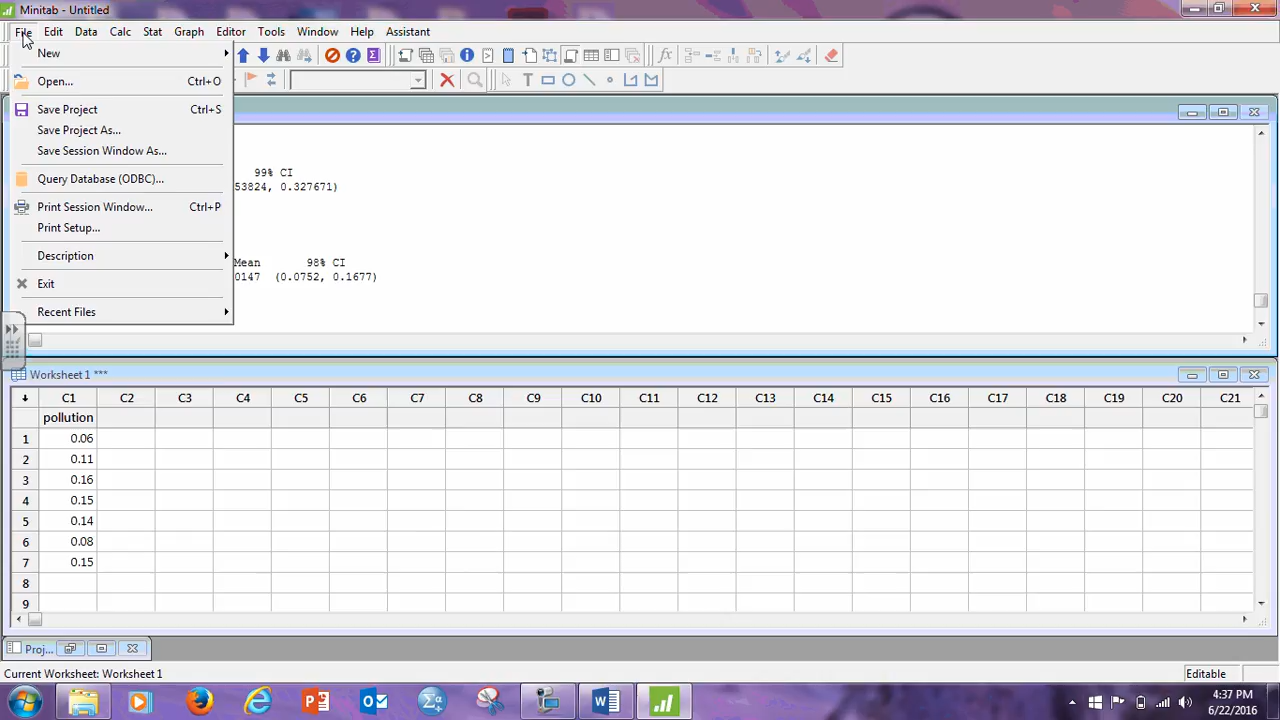 Minitab - Untitled
File Edit Data Calc Stat Graph Editor Tools Window Help Assistant
New
Open... Ctrl+O
Save Project Ctrl+S
Save Project As...
Save Session Window As...
Query Database (ODBC)...
Print Session Window... Ctrl+P
Print Setup...
Description
Exit
Recent Files
99% CI
53824, 0.327671)
Mean 98% CI
0147 (0.0752, 0.1677)
Worksheet 1 ***
C1 C2 C3 C4 C5 C6 C7 C8 C9 C10 C11 C12 C13 C14 C15 C16 C17 C18 C19 C20 C21
pollution
1 0.06
2 0.11
3 0.16
4 0.15
5 0.14
6 0.08
7 0.15
8
9
Proj...
Current Worksheet: Worksheet 1
Editable
4:37 PM
6/22/2016